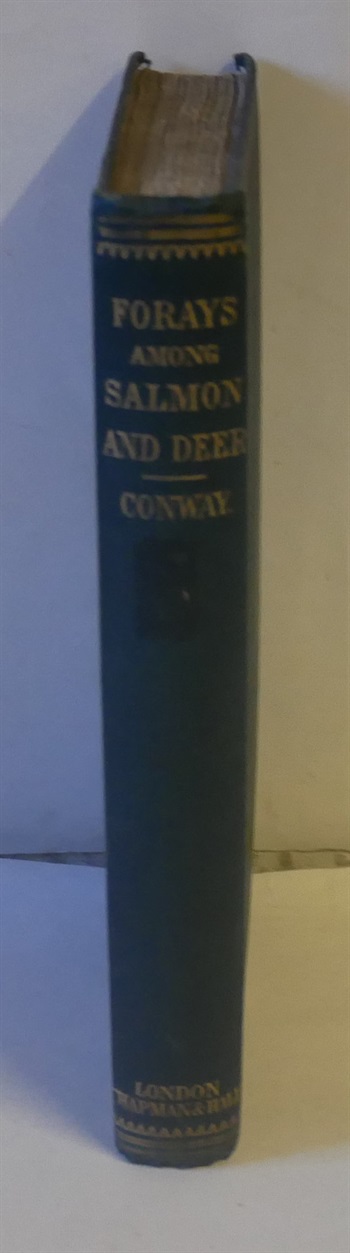 FORAYS
AMONG
SALMON
AND DEER
CONWAY.
LONDON
CHAPMAN & HALL